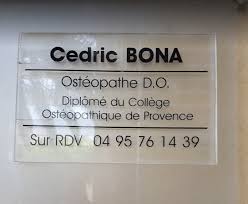 Cedric BONA
Ostéopathe D.O.
Diplômé du Collège
Ostéopathique de Provence
Sur RDV 04 95 76 14 39